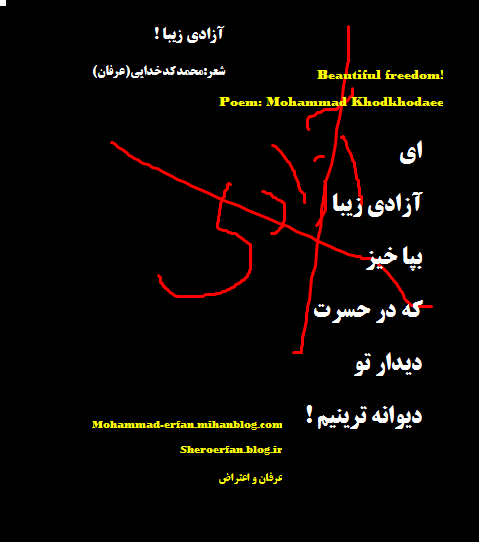 آزادی زیبا !
شعر:محمدکدخدایی(عرفان)
Beautiful freedom!
Poem: Mohammad Khodkhodaee
ای
آزادی زیبا
بپا خیز
که در حسرت
دیدار تو
دیوانه ترینیم !
Mohammad-erfan.mihanblog.com
Sheroerfan.blog.ir
عرفان و اعتراض